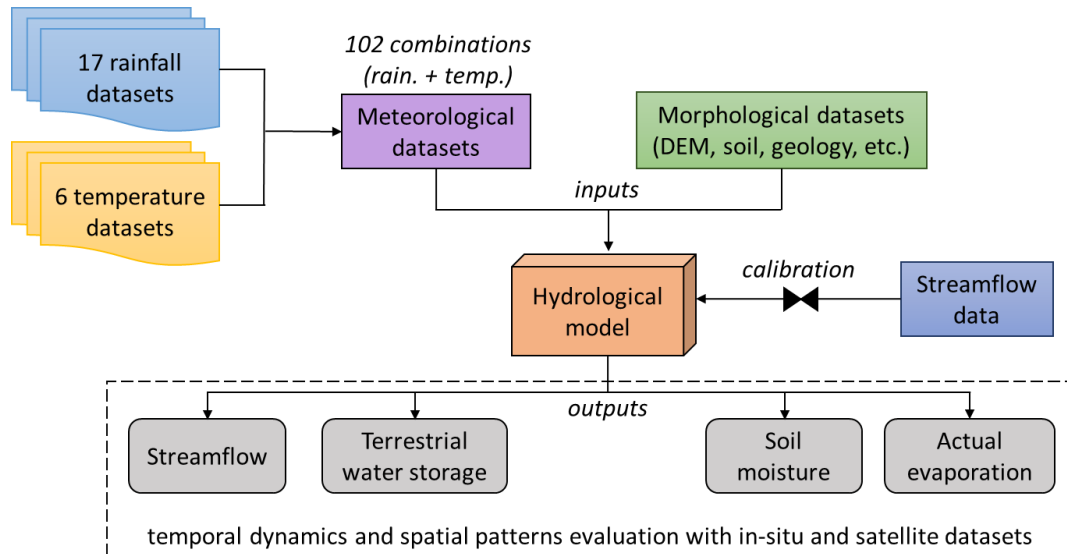 17 rainfall
datasets
6 temperature
datasets
102 combinations
(rain. + temp.)
Meteorological
datasets
Morphological datasets
(DEM, soil, geology, etc.)
inputs
Hydrological
model
calibration
Streamflow
data
outputs
Streamflow
Terrestrial
water storage
Soil
moisture
Actual
evaporation
temporal dynamics and spatial patterns evaluation with in-situ and satellite datasets